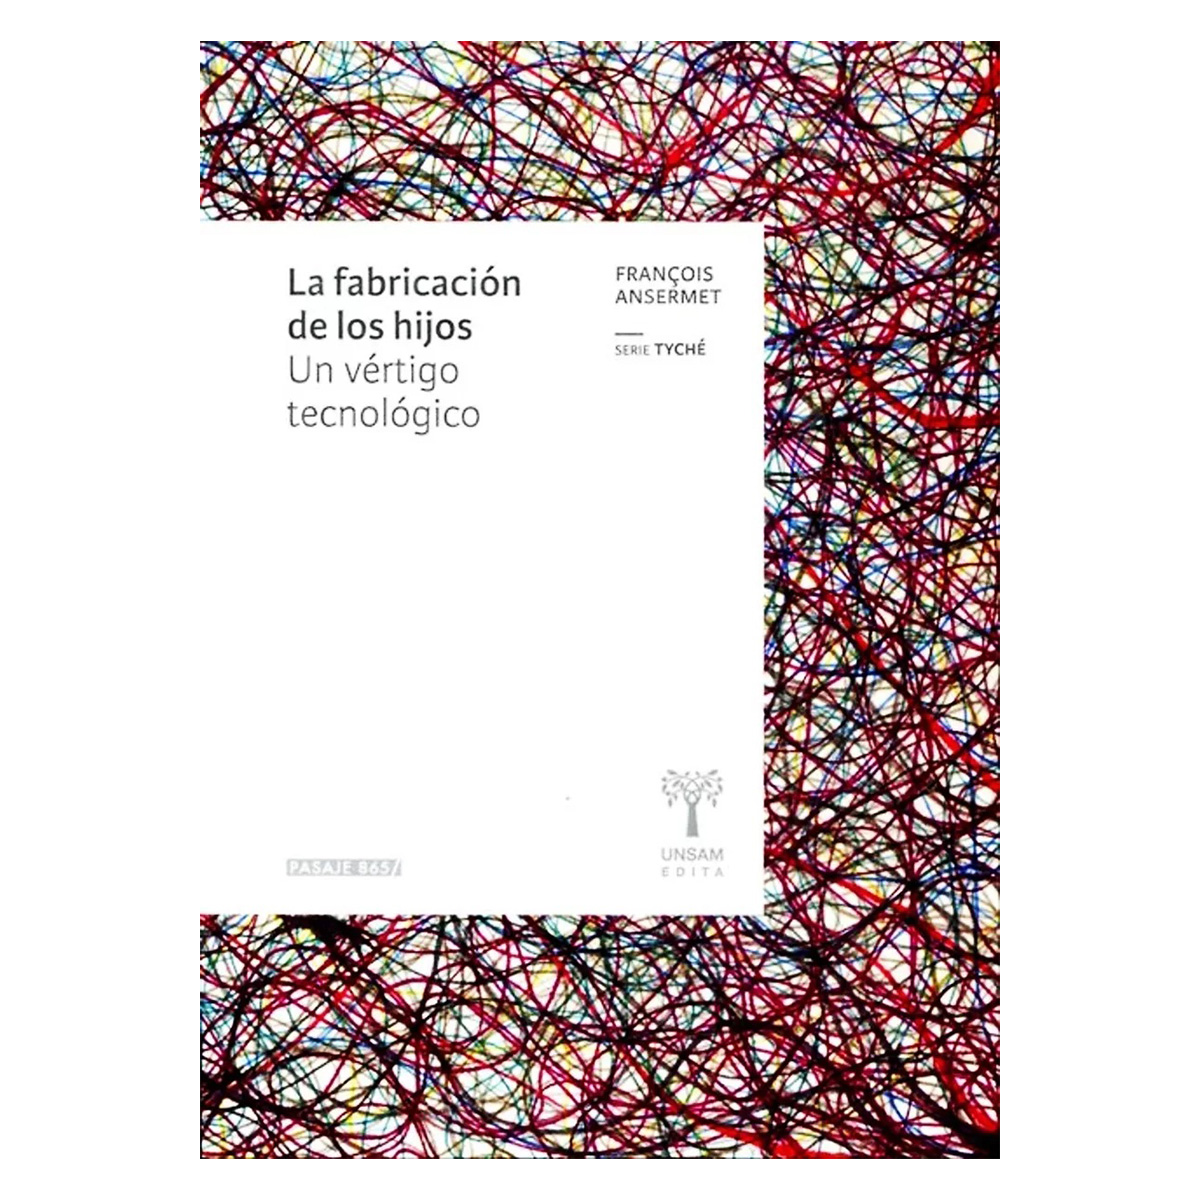 La fabricación
de los hijos
Un vértigo
tecnológico
FRANÇOIS
ANSERMET
SERIE TYCHÉ
PASAJE 865/
UNSAM
EDITA